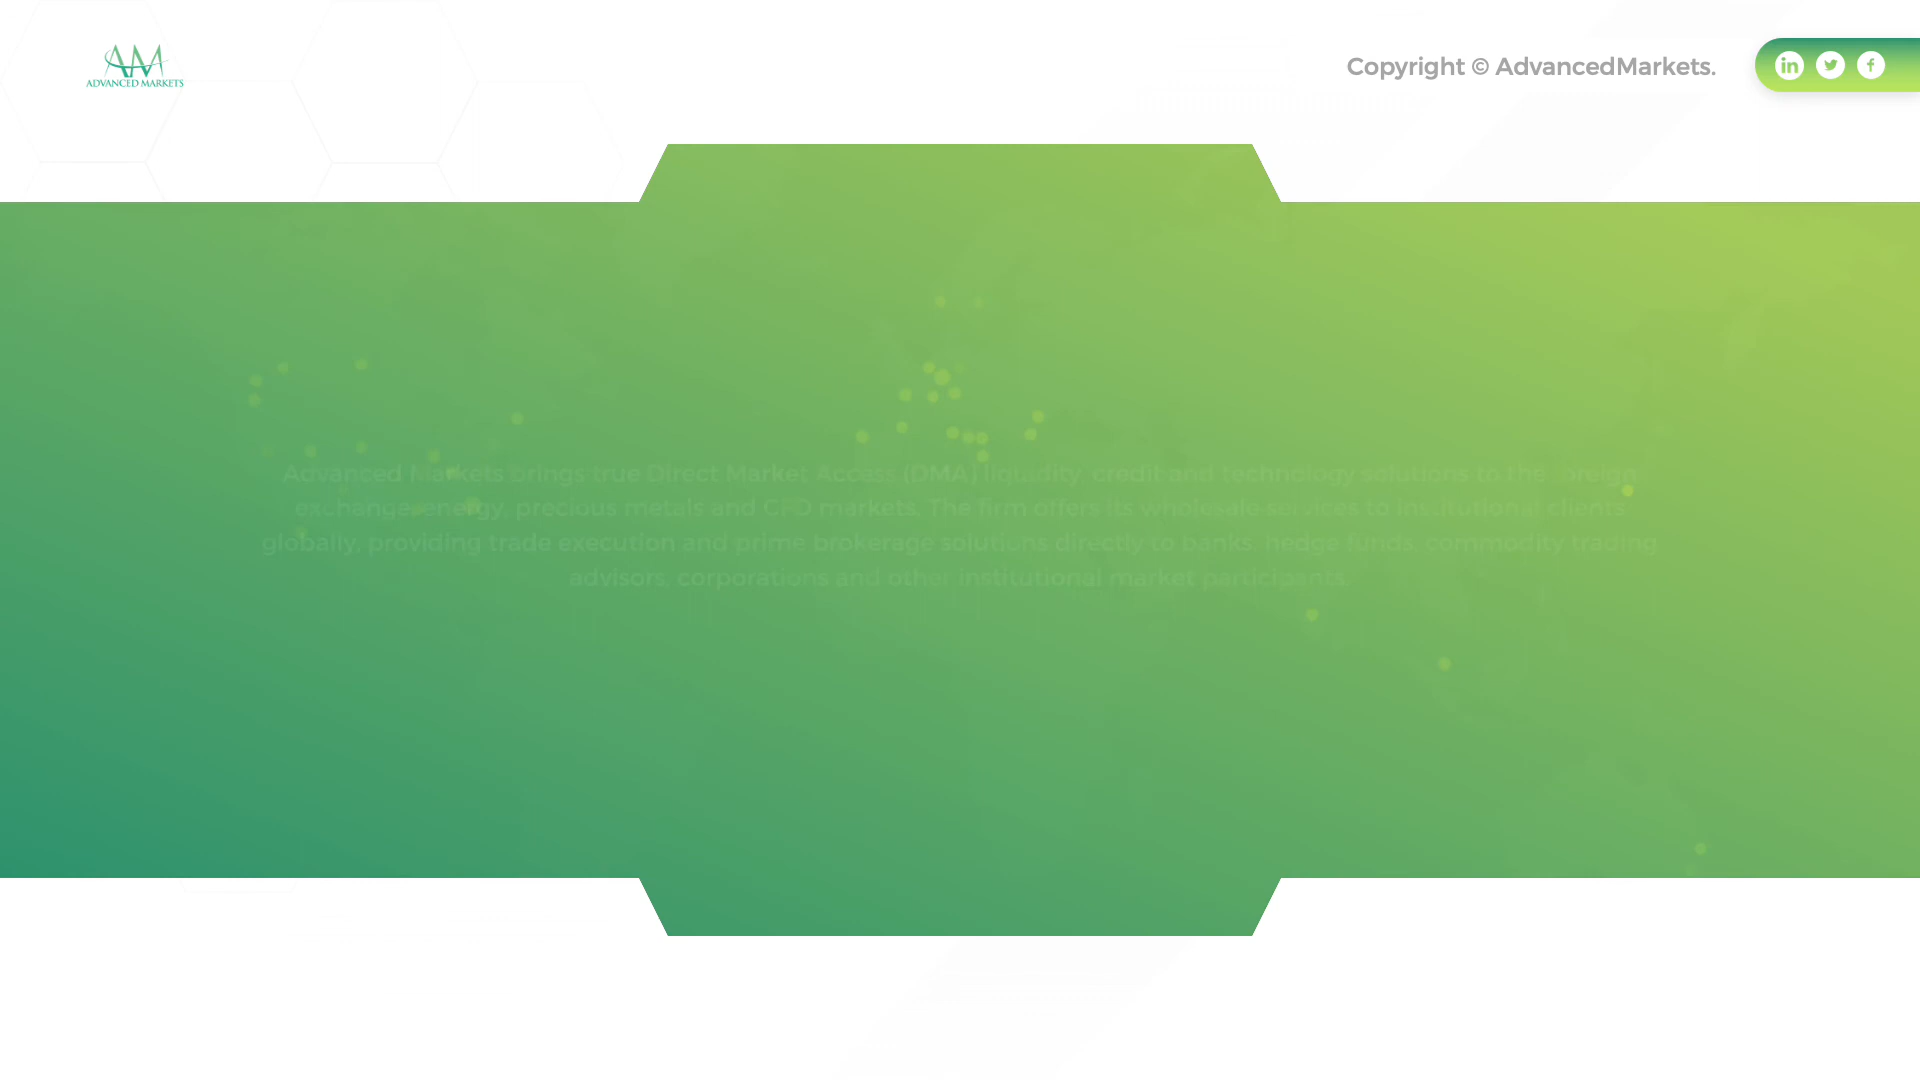 ADVANCED MARKETS
Copyright © AdvancedMarkets.
Advanced Markets brings true Direct Market Access (DMA) liquidity, credit and technology solutions to the foreign
exchange, energy, precious metals and CFD markets. The firm offers its wholesale services to institutional clients
globally, providing trade execution and prime brokerage solutions directly to banks, hedge funds, commodity trading
advisors, corporations and other institutional market participants.